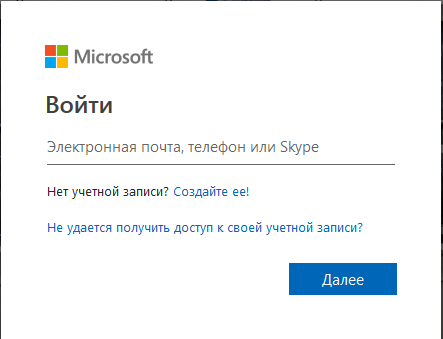 Microsoft
Войти
Электронная почта, телефон или Skype
Нет учетной записи? Создайте ее!
Не удается получить доступ к своей учетной записи?
Далее